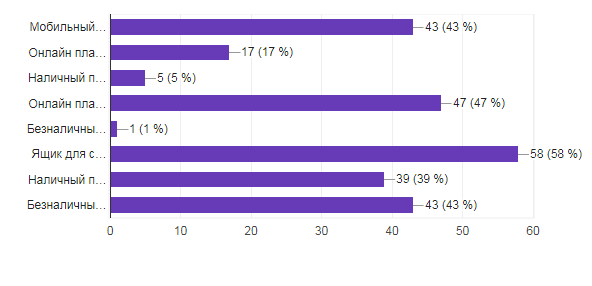 Мобильный... 43 (43 %)
Онлайн пла... 17 (17 %)
Наличный п... 5 (5 %)
Онлайн пла... 47 (47 %)
Безналичны... 1 (1 %)
Ящик для с... 58 (58 %)
Наличный п... 39 (39 %)
Безналичны... 43 (43 %)
0 10 20 30 40 50 60